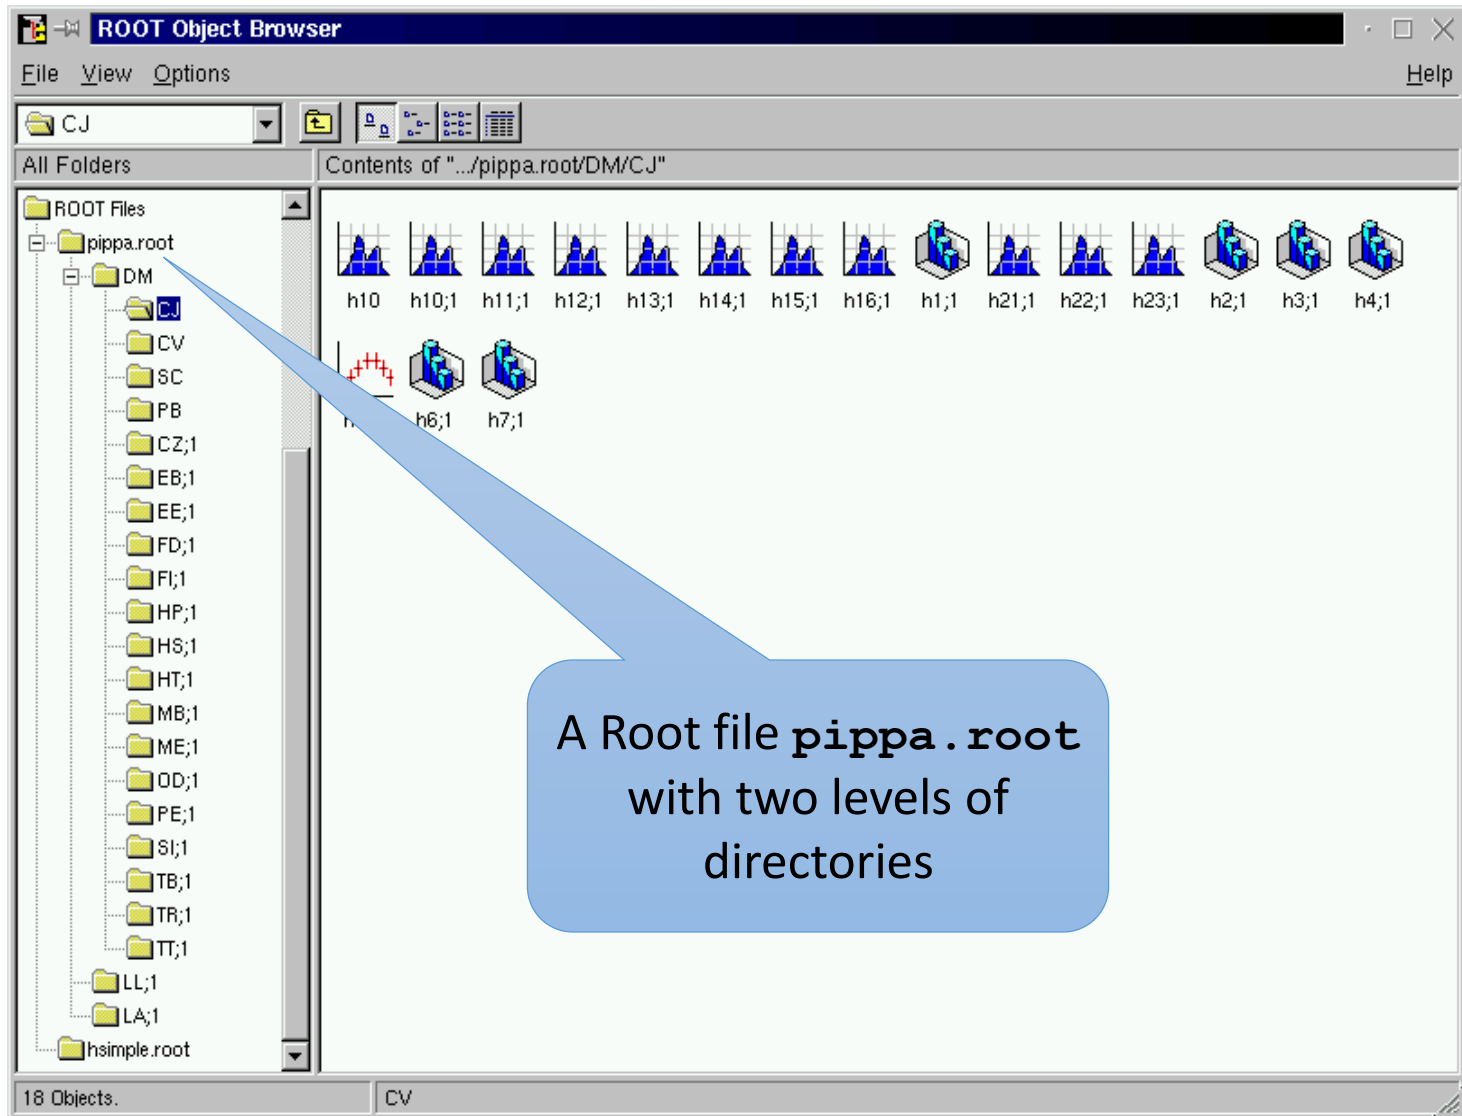 ROOT Object Browser
File View Options Help
CJ
All Folders
Contents of ".../pippa.root/DM/CJ"
ROOT Files
pippa.root
DM
CJ
CV
SC
PB
CZ;1
EB;1
EE;1
FD;1
FI;1
HP;1
HS;1
HT;1
MB;1
ME;1
OD;1
PE;1
SI;1
TB;1
TR;1
TT;1
LL;1
LA;1
hsimple.root
h10 h10;1 h11;1 h12;1 h13;1 h14;1 h15;1 h16;1 h1;1 h21;1 h22;1 h23;1 h2;1 h3;1 h4;1
h6;1 h7;1
A Root file pippa.root
with two levels of
directories
18 Objects.
CV